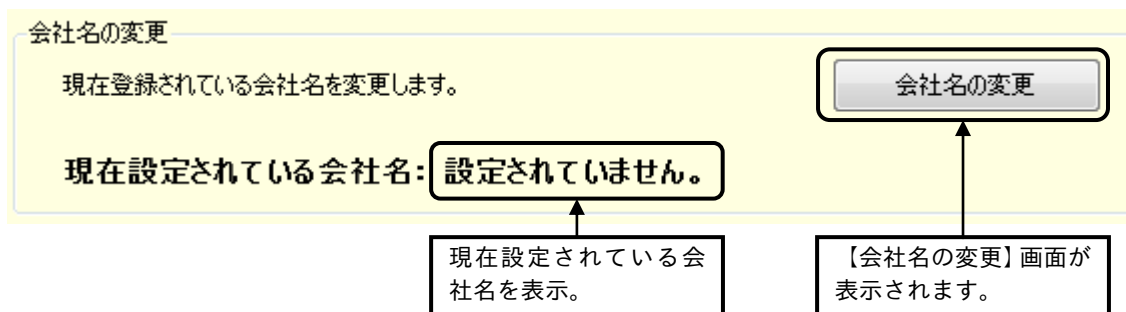 会社名の変更
現在登録されている会社名を変更します。
会社名の変更
現在設定されている会社名：設定されていません。
現在設定されている会
社名を表示。
【会社名の変更】画面が
表示されます。